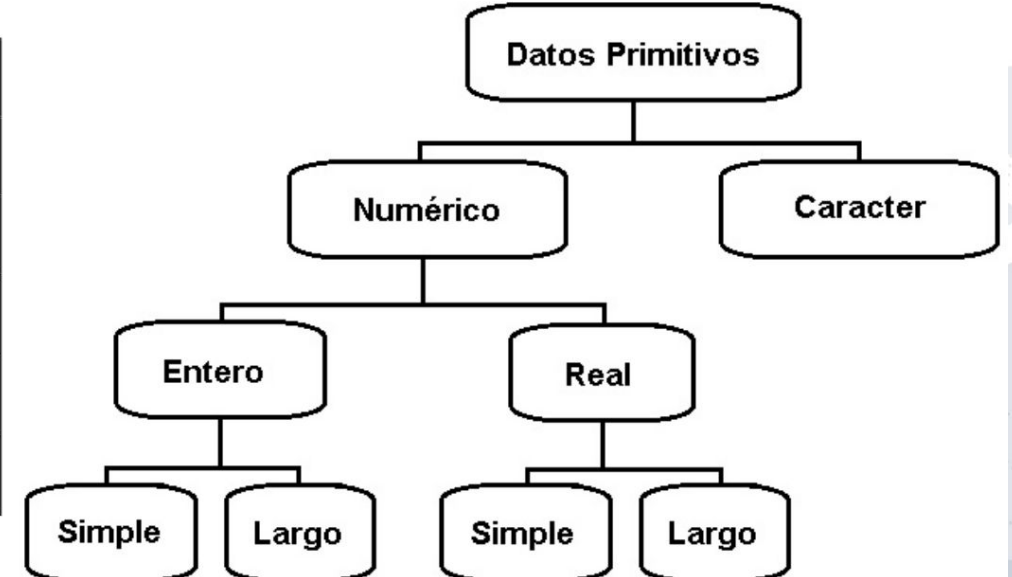 Datos Primitivos
Numérico
Caracter
Entero
Real
Simple
Largo
Simple
Largo